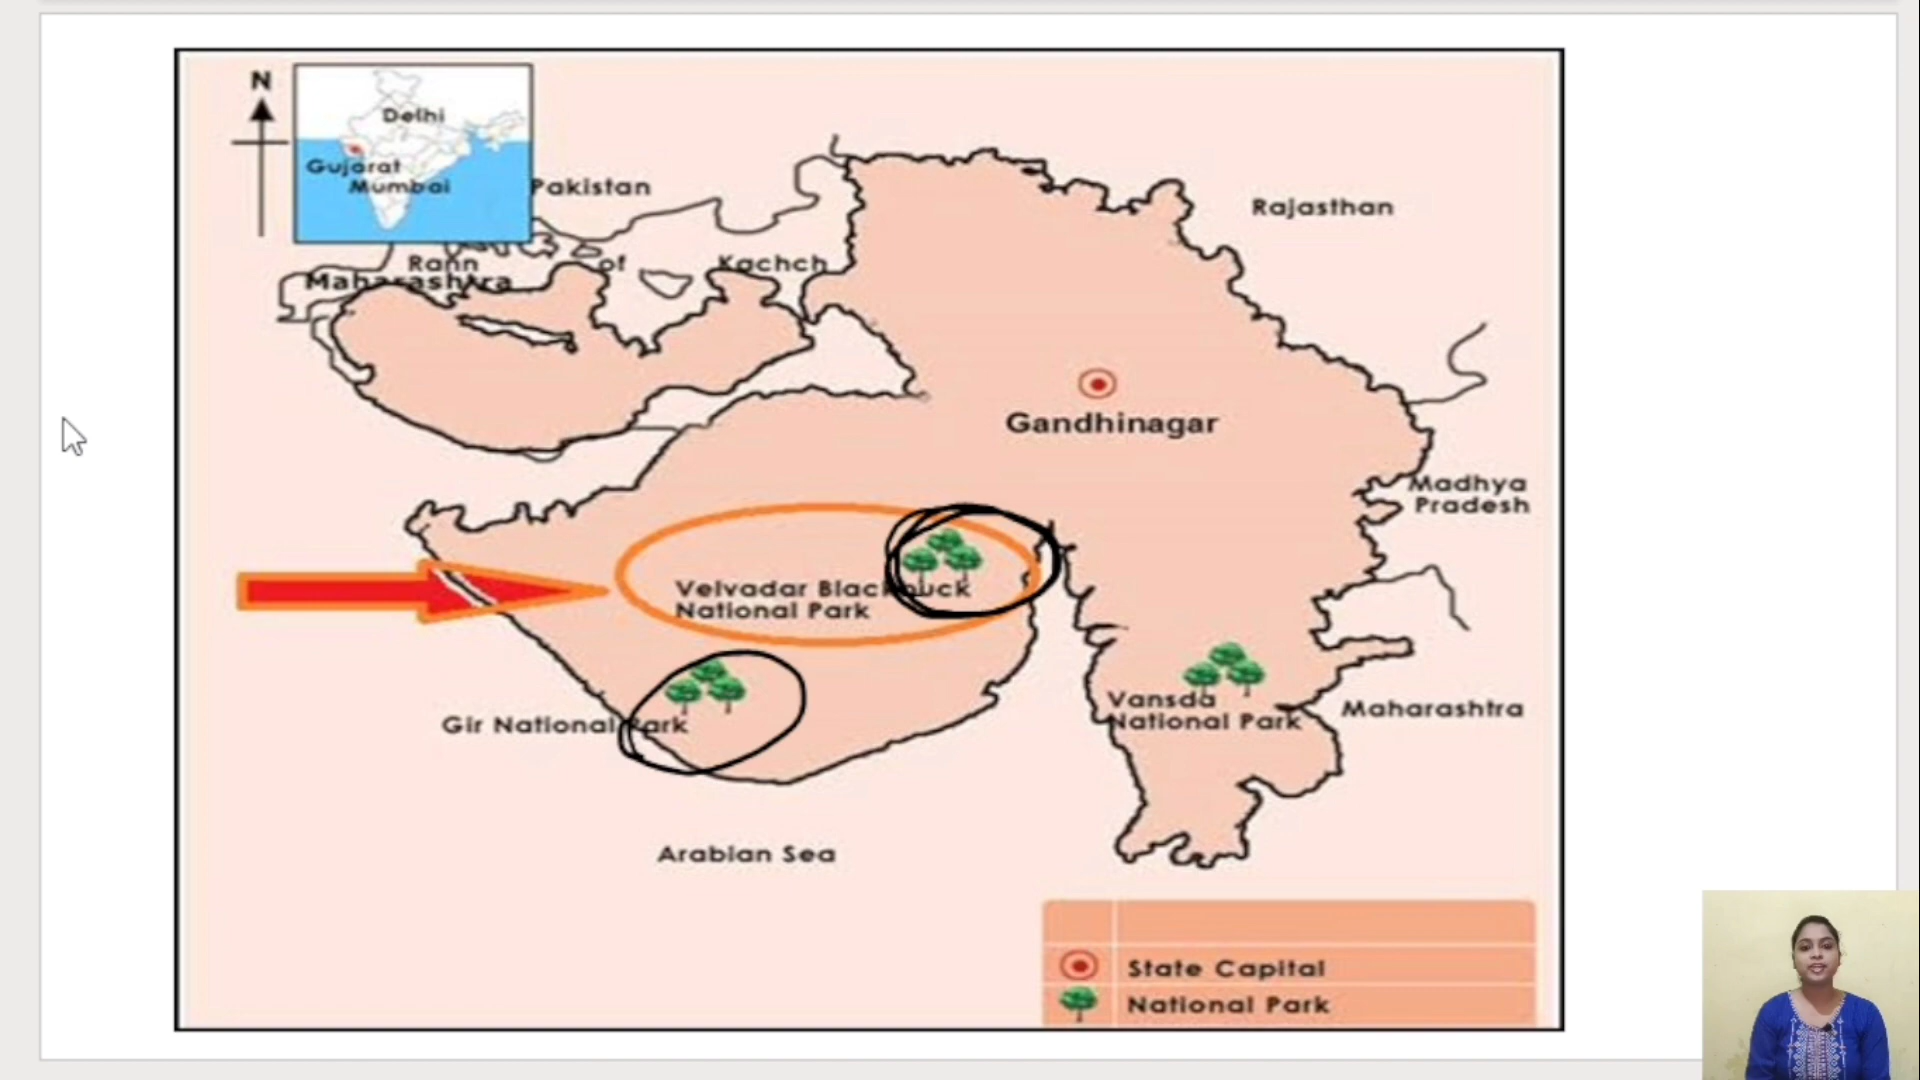 N
Delhi
Gujarat
Mumbai
Pakistan
Rajasthan
Rann of Kachch
Maharashtra
Gandhinagar
Madhya
Pradesh
Velvadar Blackbuck
National Park
Gir National Park
Vansda
National Park
Maharashtra
Arabian Sea
State Capital
National Park